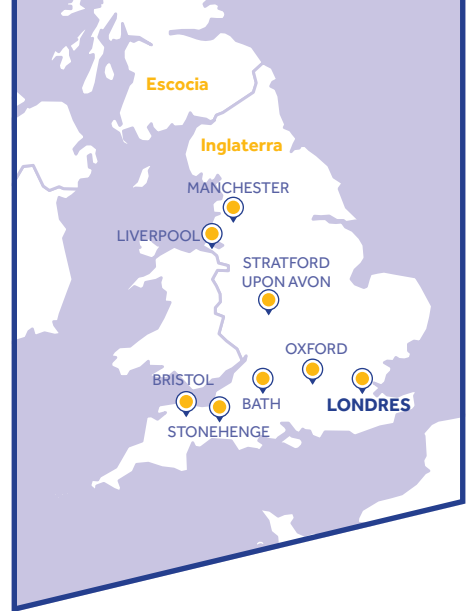 Escocia
Inglaterra
MANCHESTER
LIVERPOOL
STRATFORD
UPON AVON
OXFORD
BRISTOL
BATH
LONDRES
STONEHENGE